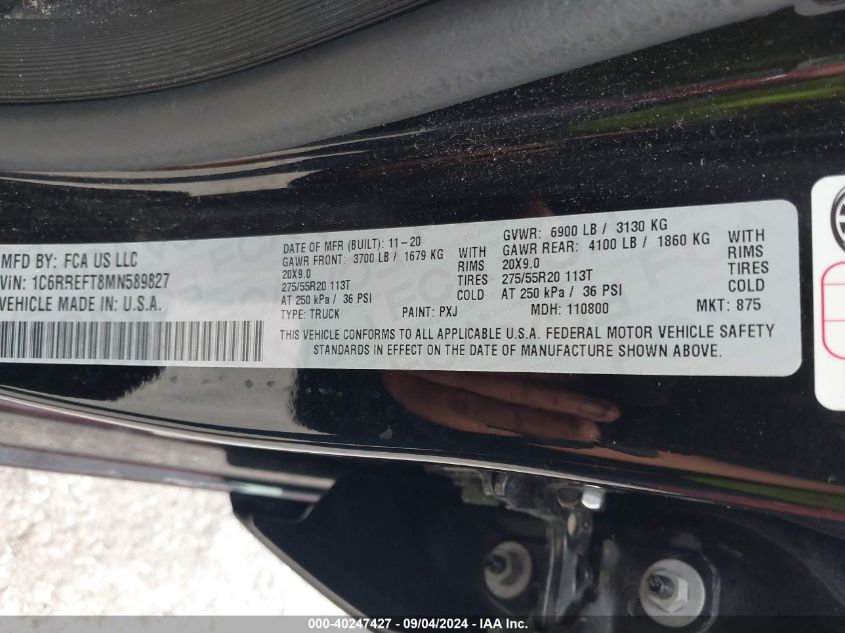 MFD BY: FCA US LLC
VIN: 1C6RREFT8MN589827
VEHICLE MADE IN: U.S.A.
DATE OF MFR (BUILT): 11-20
GAWR FRONT: 3700 LB / 1679 KG WITH
20X9.0 RIMS
275/55R20 113T TIRES
AT 250 kPa / 36 PSI COLD
GVWR: 6900 LB / 3130 KG
GAWR REAR: 4100 LB / 1860 KG WITH
20X9.0 RIMS
275/55R20 113T TIRES
AT 250 kPa / 36 PSI COLD
TYPE: TRUCK PAINT: PXJ MDH: 110800 MKT: 875
THIS VEHICLE CONFORMS TO ALL APPLICABLE U.S.A. FEDERAL MOTOR VEHICLE SAFETY
STANDARDS IN EFFECT ON THE DATE OF MANUFACTURE SHOWN ABOVE.
000-40247427 - 09/04/2024 - IAA Inc.